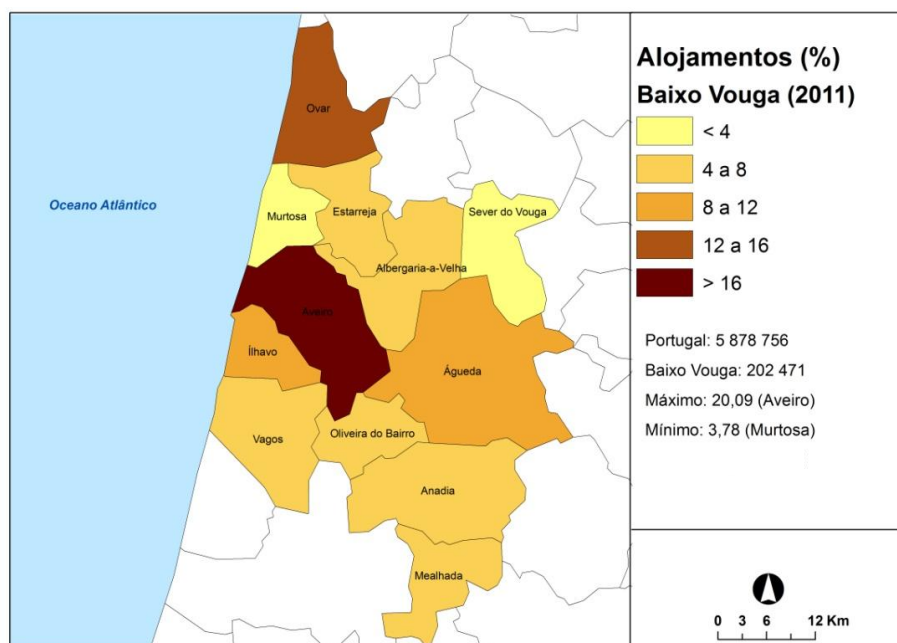 Ovar
Oceano Atlântico
Murtosa
Estarreja
Sever do Vouga
Albergaria-a-Velha
Aveiro
Ílhavo
Águeda
Vagos
Oliveira do Bairro
Anadia
Mealhada
Alojamentos (%)
Baixo Vouga (2011)
< 4
4 a 8
8 a 12
12 a 16
> 16
Portugal: 5 878 756
Baixo Vouga: 202 471
Máximo: 20,09 (Aveiro)
Mínimo: 3,78 (Murtosa)
0 3 6 12 Km